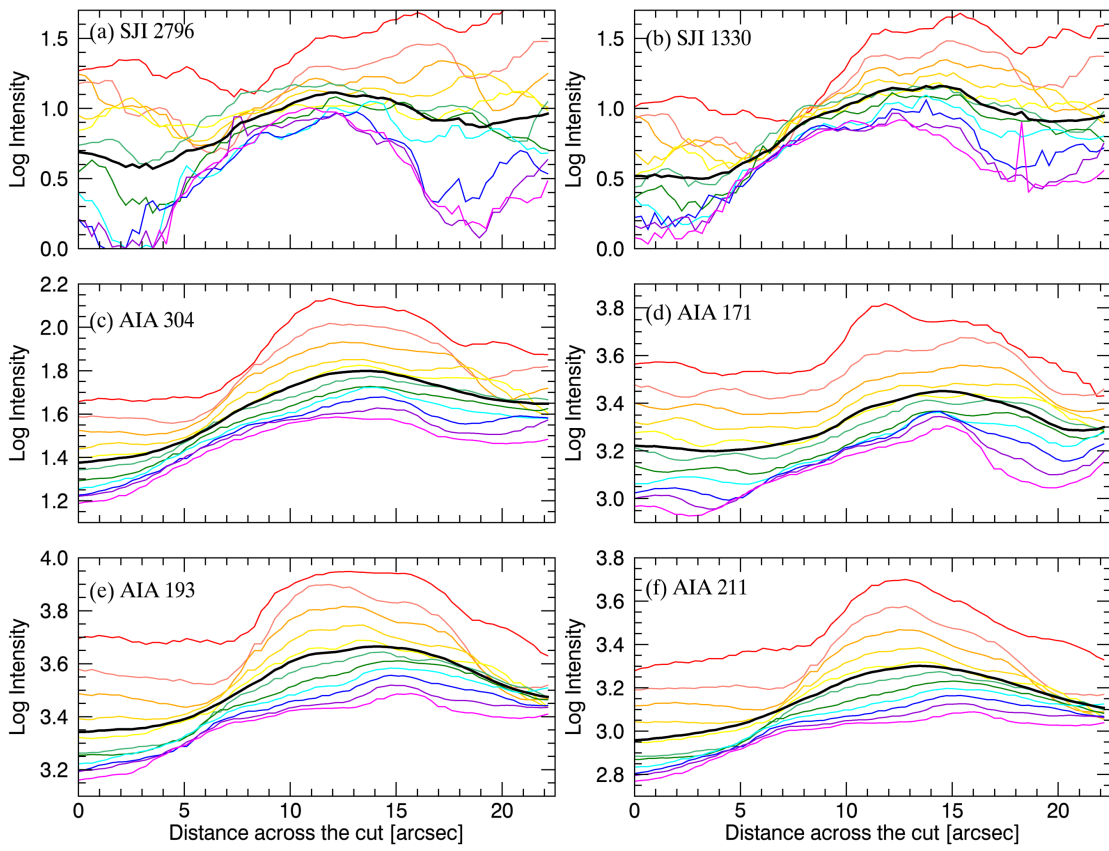 (a) SJI 2796
(b) SJI 1330
Log Intensity
1.5
1.0
0.5
0.0
Log Intensity
1.5
1.0
0.5
0.0
(c) AIA 304
(d) AIA 171
Log Intensity
2.2
2.0
1.8
1.6
1.4
1.2
Log Intensity
3.8
3.6
3.4
3.2
3.0
(e) AIA 193
(f) AIA 211
Log Intensity
4.0
3.8
3.6
3.4
3.2
Log Intensity
3.8
3.6
3.4
3.2
3.0
2.8
0 5 10 15 20
0 5 10 15 20
Distance across the cut [arcsec]
Distance across the cut [arcsec]